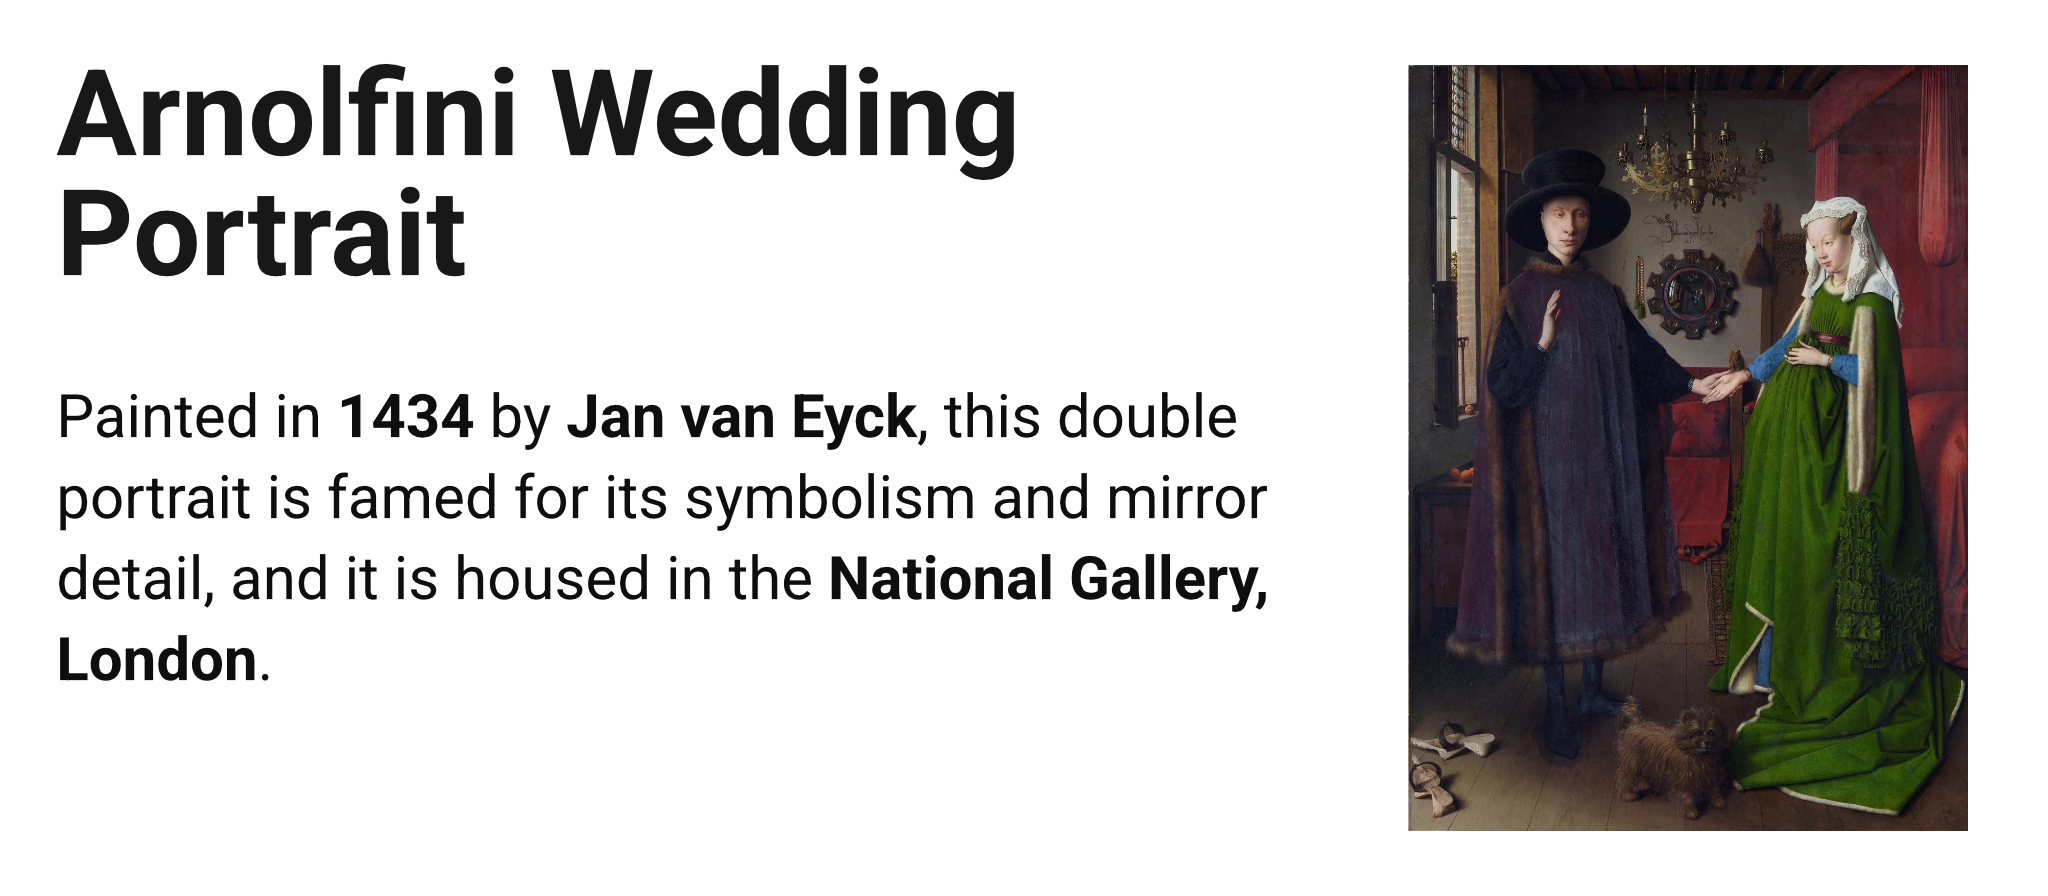 Arnolfini Wedding
Portrait
Painted in 1434 by Jan van Eyck, this double
portrait is famed for its symbolism and mirror
detail, and it is housed in the National Gallery,
London.